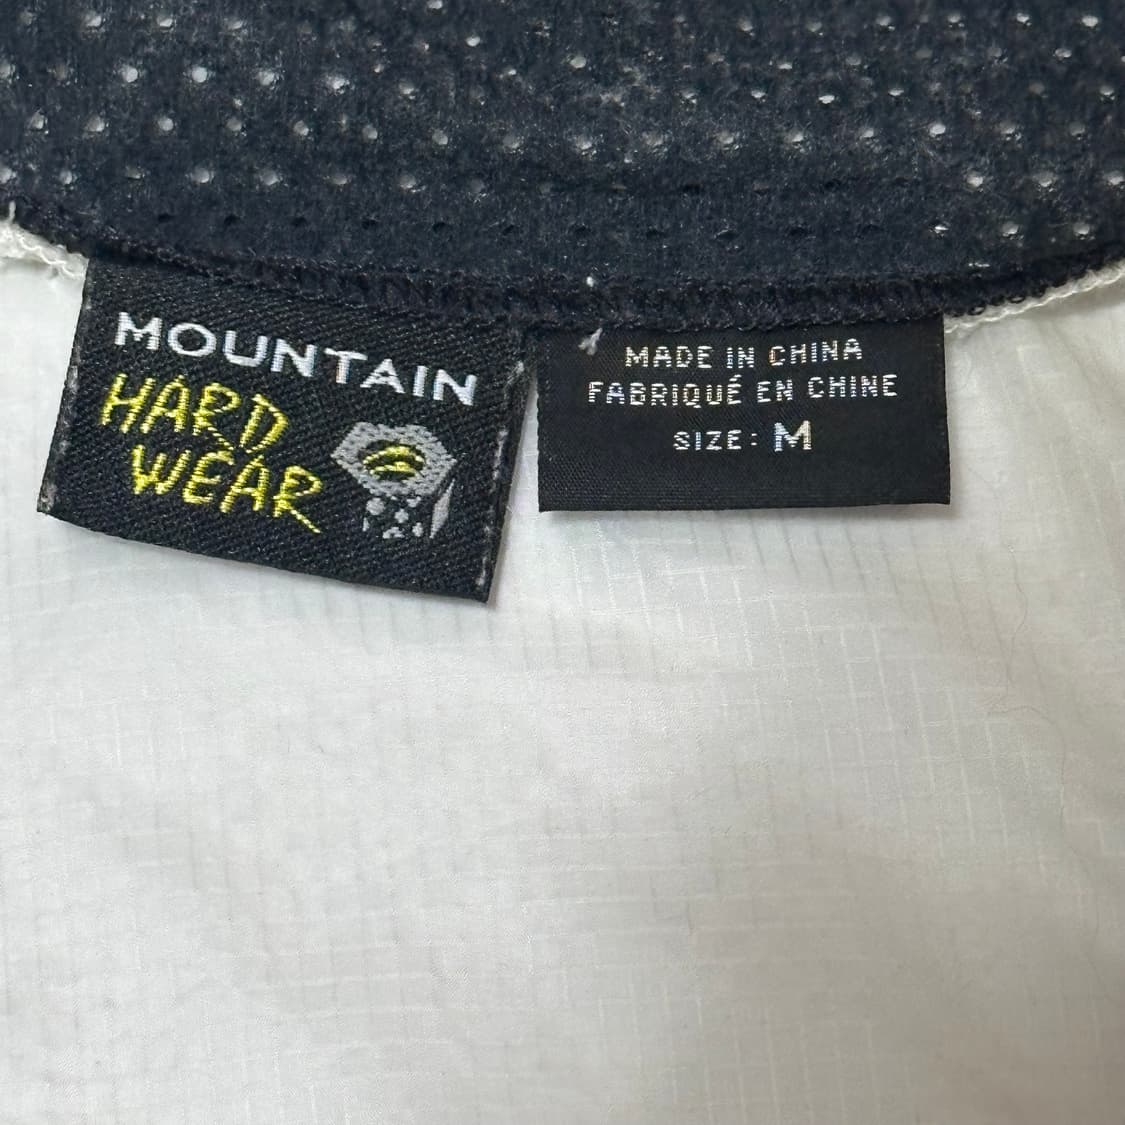 MOUNTAIN
HARD
WEAR
MADE IN CHINA
FABRIQUÉ EN CHINE
SIZE: M